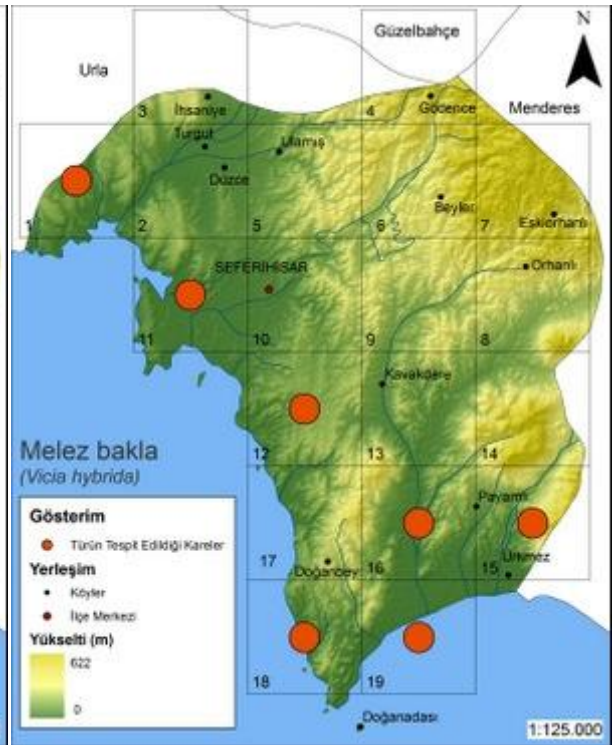 Güzelbahçe
N
Urla
3
İhsaniye
4
Gödence
Menderes
Turgut
Ulamış
Düzce
Beyler
Eskiorhanlı
1
2
5
6
7
SEFERİHİSAR
Orhanlı
11
10
9
8
Kavakdere
Melez bakla
(Vicia hybrida)
12
13
14
Payamlı
Gösterim
Türün Tespit Edildiği Kareler
Yerleşim
Köyler
İlçe Merkezi
Yükselti (m)
622
0
17
Doğanbey
16
15
Ürkmez
18
19
Doğanadası
1:125.000